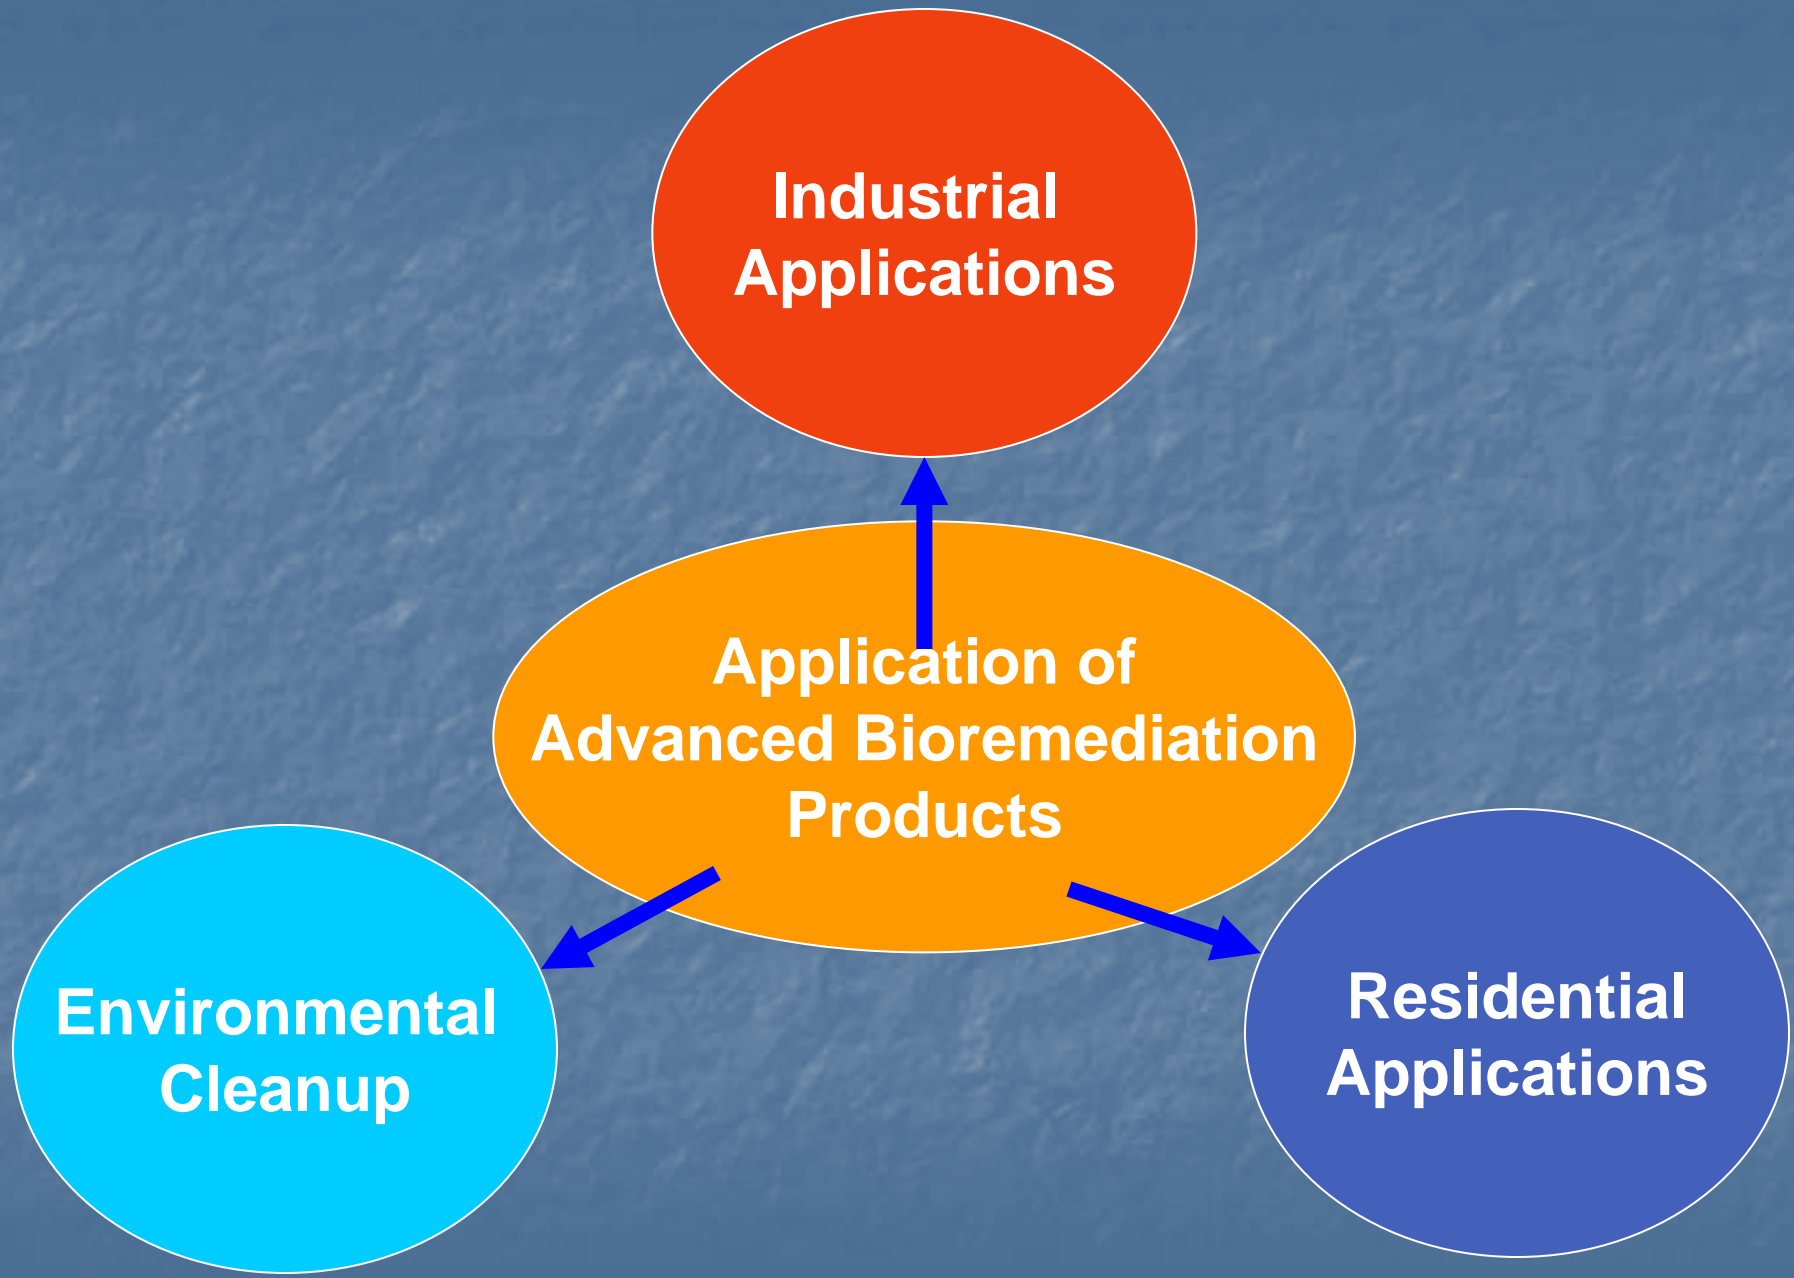 Industrial
Applications
Application of
Advanced Bioremediation
Products
Environmental
Cleanup
Residential
Applications